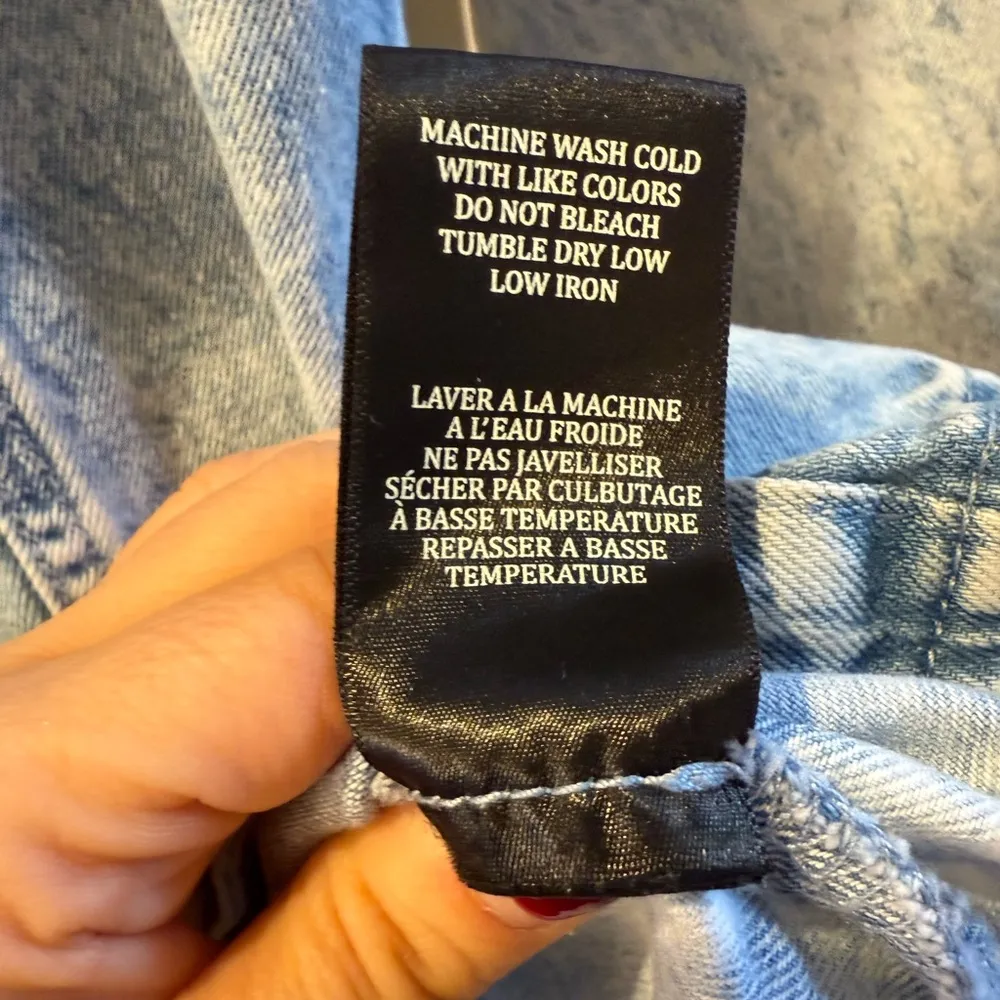 MACHINE WASH COLD
WITH LIKE COLORS
DO NOT BLEACH
TUMBLE DRY LOW
LOW IRON
LAVER A LA MACHINE
A L'EAU FROIDE
NE PAS JAVELLISER
SÉCHER PAR CULBUTAGE
À BASSE TEMPERATURE
REPASSER A BASSE
TEMPERATURE